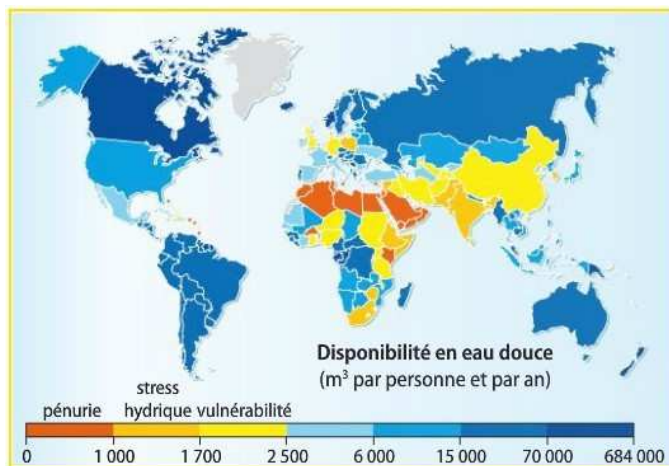 Disponibilité en eau douce
(m³ par personne et par an)
stress
pénurie hydrique vulnérabilité
0 1 000 1 700 2 500 6 000 15 000 70 000 684 000